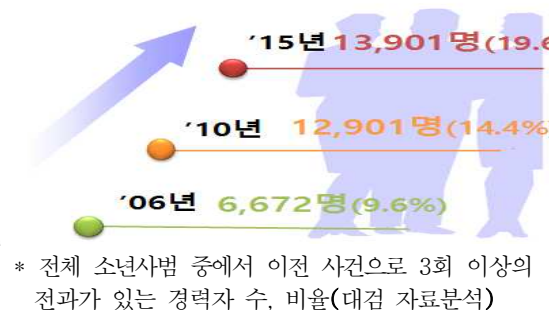 ´15년 13,901명(19.6
´10년 12,901명(14.4%)
´06년 6,672명(9.6%)
* 전체 소년사범 중에서 이전 사건으로 3회 이상의
전과가 있는 경력자 수, 비율(대검 자료분석)